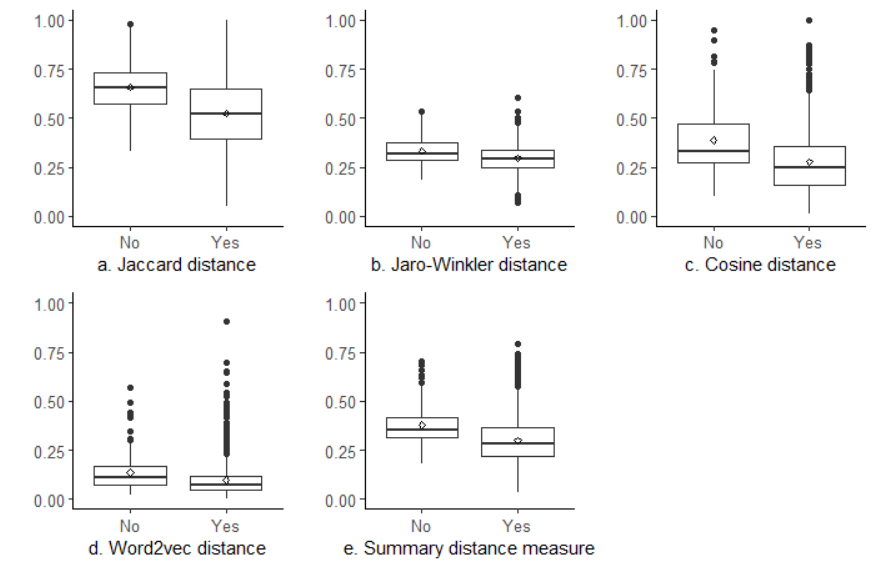 1.00
0.75
0.50
0.25
0.00
No Yes
a. Jaccard distance
1.00
0.75
0.50
0.25
0.00
No Yes
b. Jaro-Winkler distance
1.00
0.75
0.50
0.25
0.00
No Yes
c. Cosine distance
1.00
0.75
0.50
0.25
0.00
No Yes
d. Word2vec distance
1.00
0.75
0.50
0.25
0.00
No Yes
e. Summary distance measure